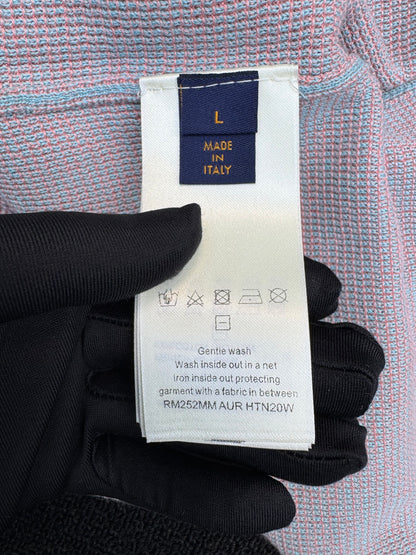 L
MADE
IN
ITALY
Gentle wash
Wash inside out in a net
Iron inside out protecting
garment with a fabric in between
RM252MM AUR HTN20W